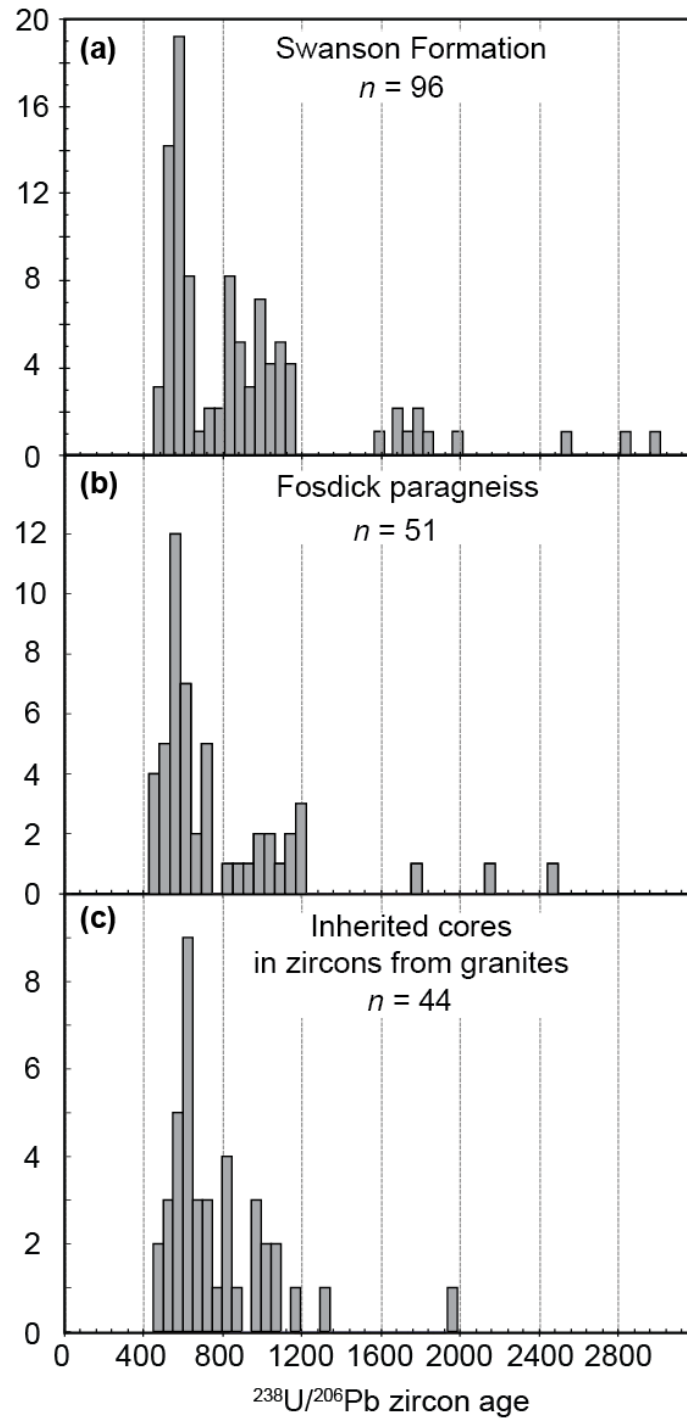 20
(a)
Swanson Formation
n = 96
16
12
8
4
0
(b)
Fosdick paragneiss
n = 51
12
10
8
6
4
2
0
(c)
Inherited cores
in zircons from granites
n = 44
8
6
4
2
0
0 400 800 1200 1600 2000 2400 2800
²³⁸U/²⁰⁶Pb zircon age